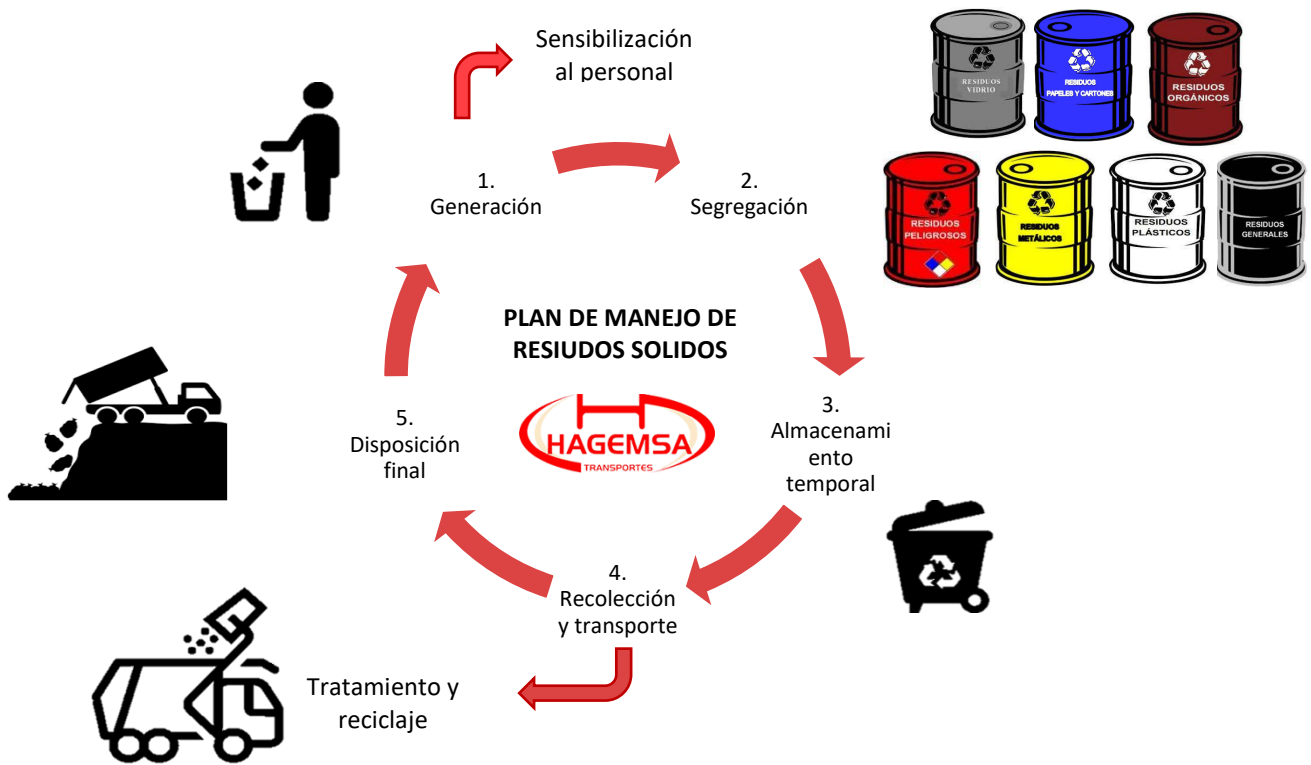 Sensibilización
al personal
RESIDUOS
VIDRIO
RESIDUOS
PAPELES Y CARTONES
RESIDUOS
ORGÁNICOS
1.
Generación
2.
Segregación
RESIDUOS
PELIGROSOS
RESIDUOS
METÁLICOS
RESIDUOS
PLÁSTICOS
RESIDUOS
GENERALES
PLAN DE MANEJO DE
RESIUDOS SOLIDOS
HAGEMSA
TRANSPORTES
3.
Almacenami
ento
temporal
5.
Disposición
final
4.
Recolección
y transporte
Tratamiento y
reciclaje